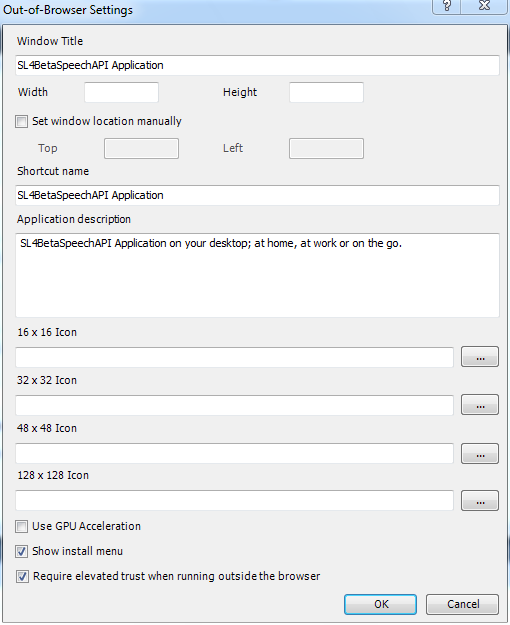 Out-of-Browser Settings
Window Title
SL4BetaSpeechAPI Application
Width Height
Set window location manually
Top Left
Shortcut name
SL4BetaSpeechAPI Application
Application description
SL4BetaSpeechAPI Application on your desktop; at home, at work or on the go.
16 x 16 Icon
...
32 x 32 Icon
...
48 x 48 Icon
...
128 x 128 Icon
...
Use GPU Acceleration
Show install menu
Require elevated trust when running outside the browser
OK Cancel